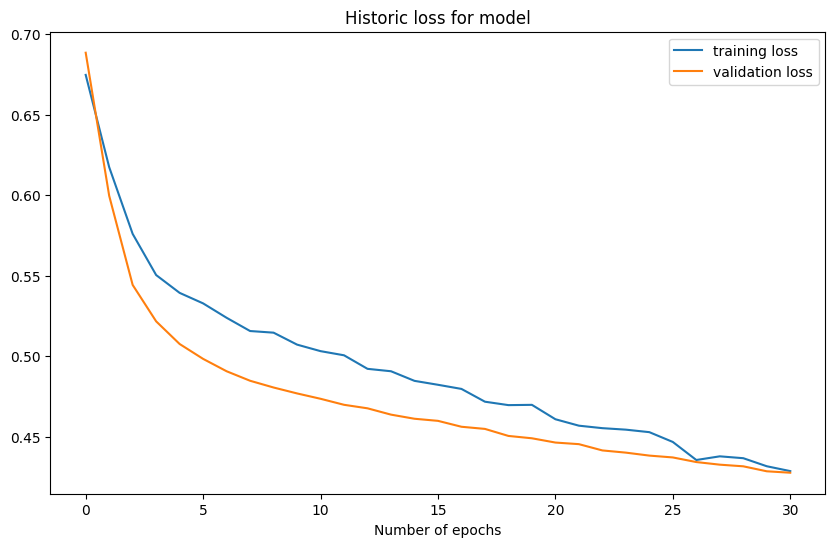 Historic loss for model
training loss
validation loss
0.70
0.65
0.60
0.55
0.50
0.45
0 5 10 15 20 25 30
Number of epochs